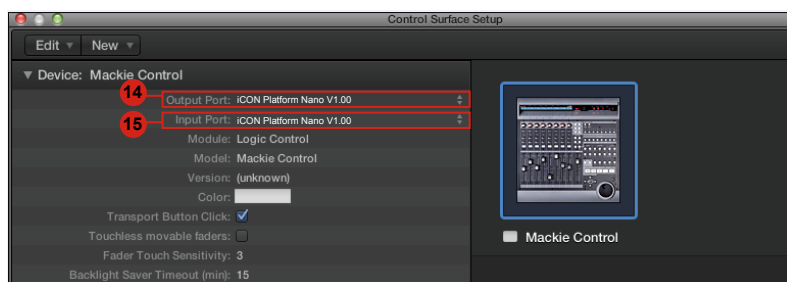 Control Surface Setup
Edit
New
Device: Mackie Control
14
Output Port: iCON Platform Nano V1.00
15
Input Port: iCON Platform Nano V1.00
Module: Logic Control
Model: Mackie Control
Version: (unknown)
Color:
Transport Button Click:
Touchless movable faders:
Fader Touch Sensitivity: 3
Backlight Saver Timeout (min): 15
Mackie Control